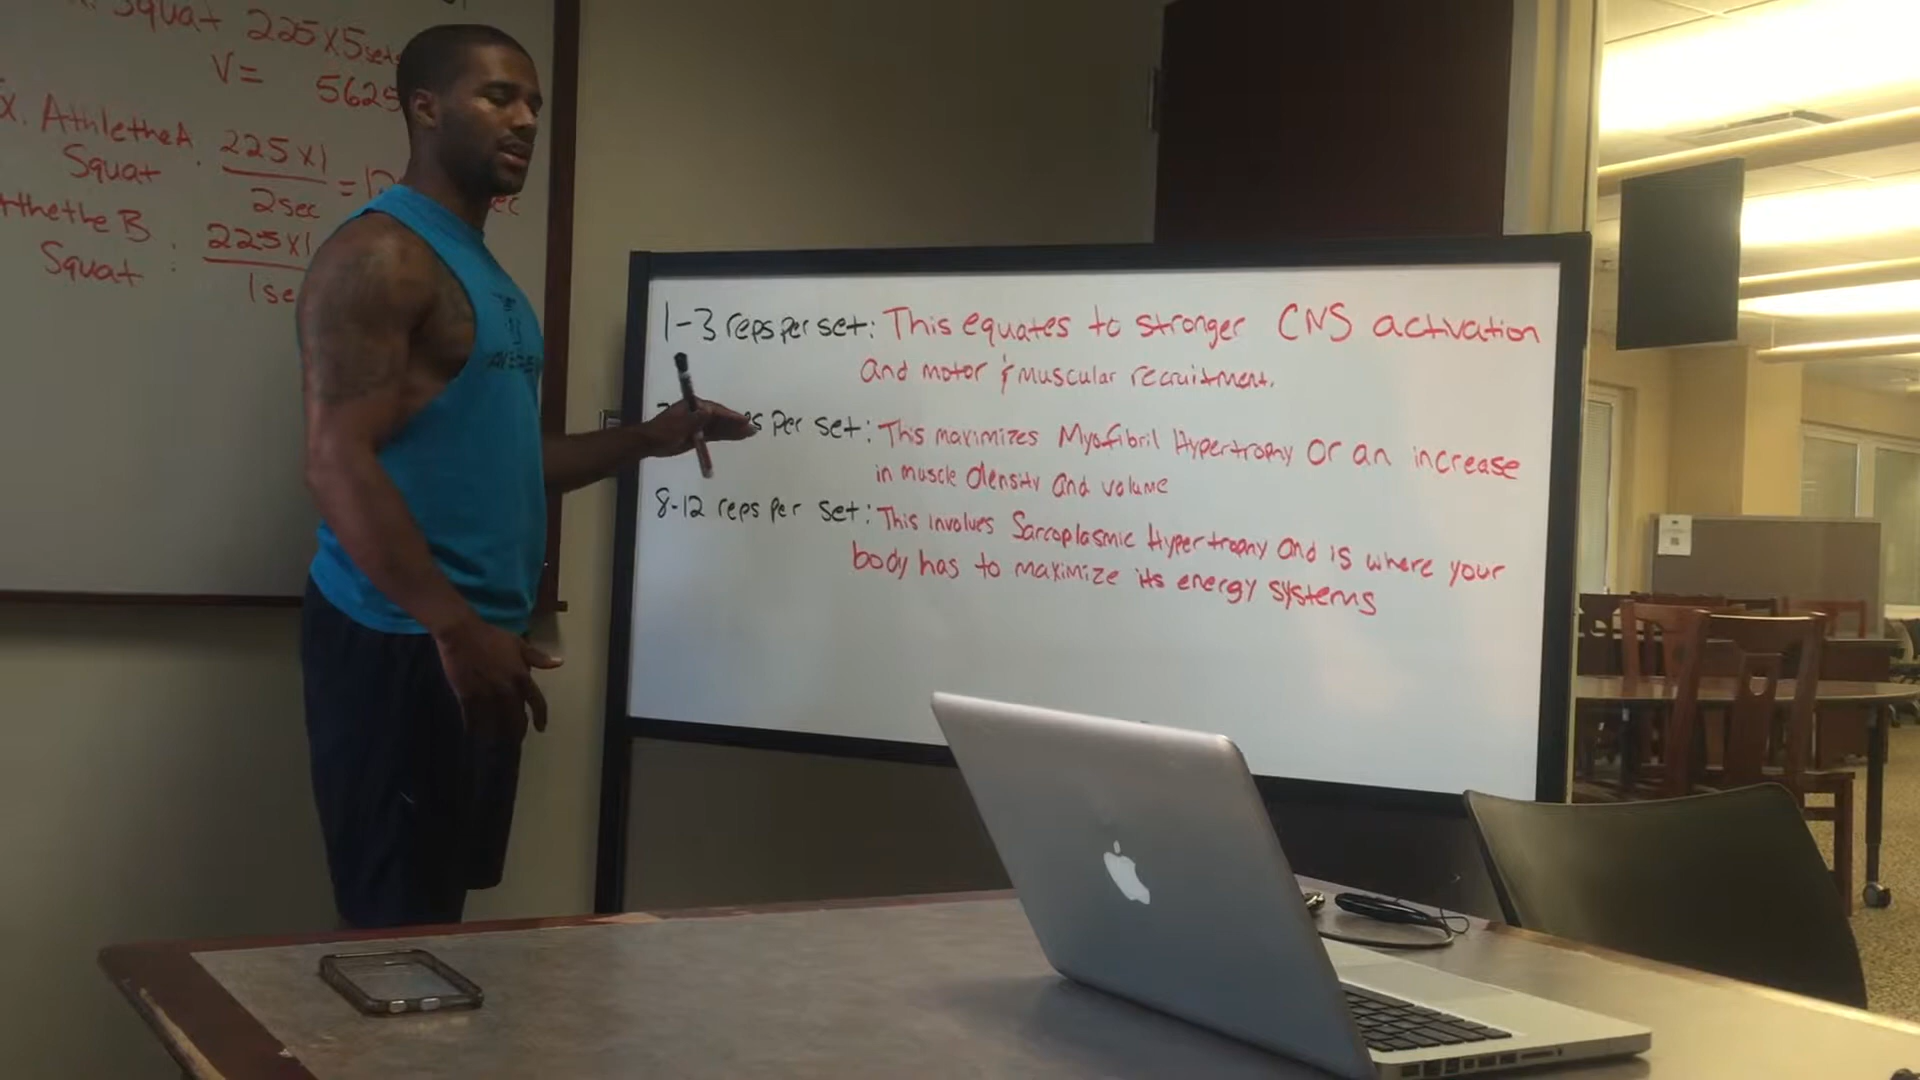 Squat 225x5sets
V= 5625
x. Athlethe A.
Squat
225x1
2sec
=
Athethe B :
Squat :
225x1
1sec
1-3 reps per set: This equates to stronger CNS activation
and motor & muscular recruitment.
per set: This maximizes Myofibril Hypertrophy or an increase
in muscle density and volume
8-12 reps per set: This involves Sarcoplasmic Hypertrophy and is where your
body has to maximize its energy systems